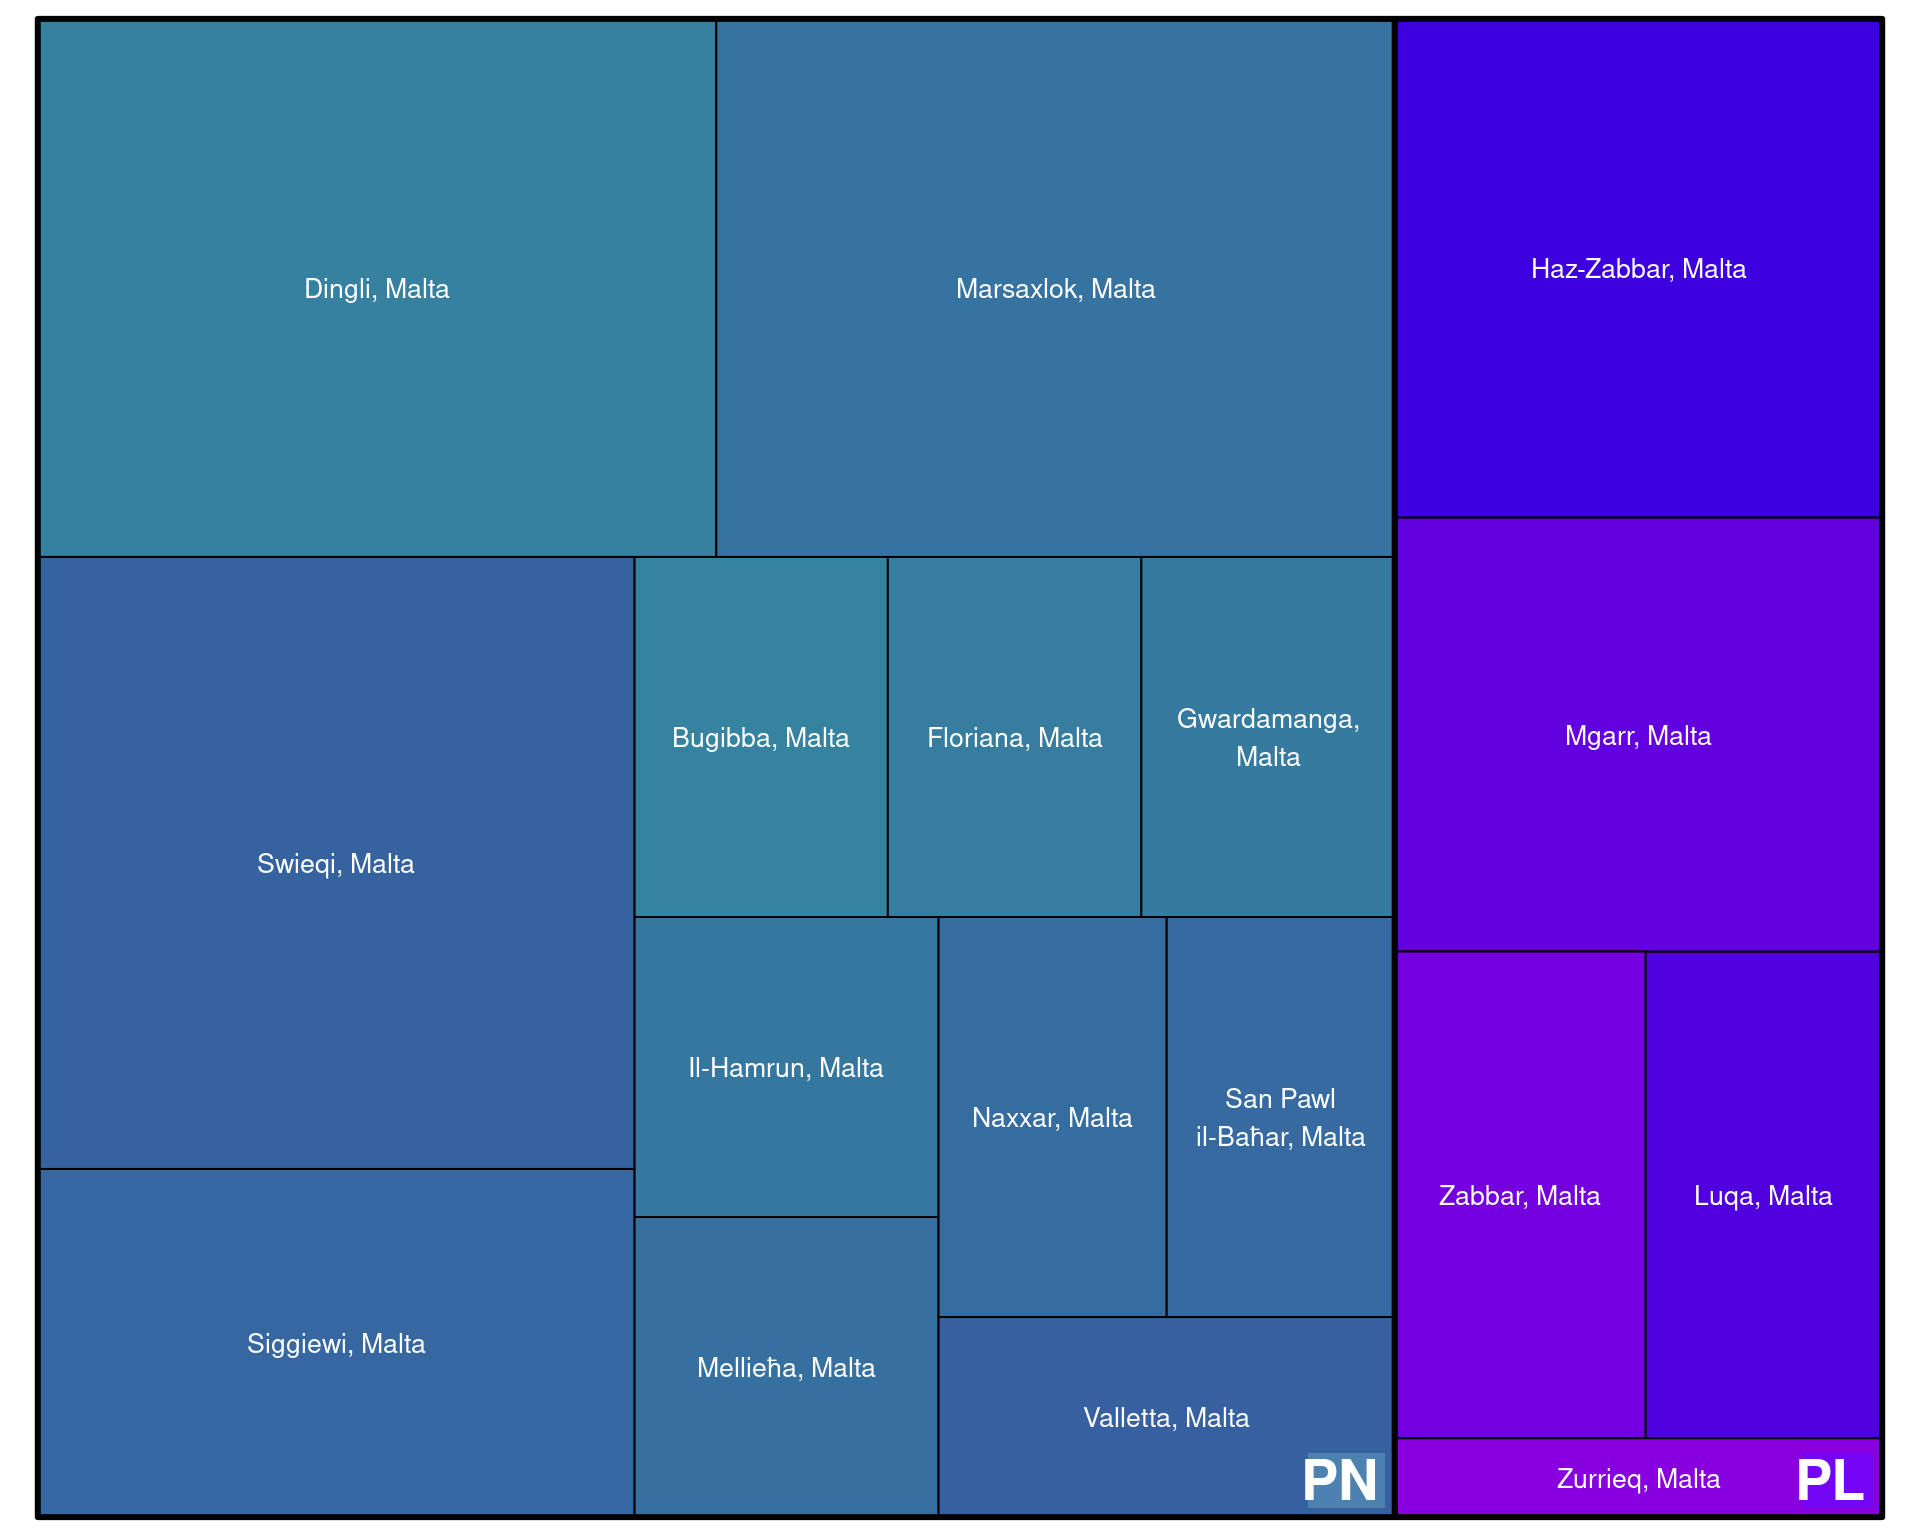 Dingli, Malta
Marsaxlok, Malta
Haz-Zabbar, Malta
Swieqi, Malta
Bugibba, Malta
Floriana, Malta
Gwardamanga,
Malta
Mgarr, Malta
Il-Hamrun, Malta
Naxxar, Malta
San Pawl
il-Baħar, Malta
Zabbar, Malta
Luqa, Malta
Siggiewi, Malta
Mellieħa, Malta
Valletta, Malta
PN
Zurrieq, Malta
PL